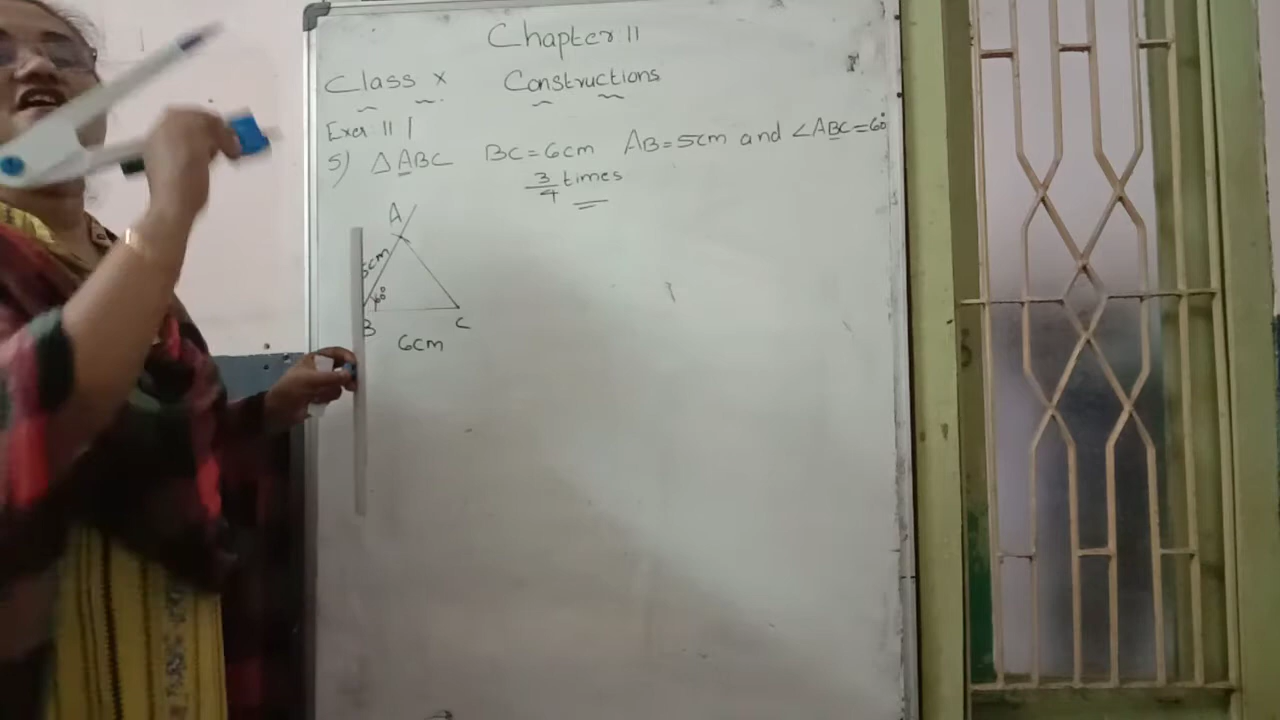 Chapter 11
Class X Constructions
Exer 11 1
5) ΔABC BC=6cm AB=5cm and ∠ABC=60°
3/4 times
A
5cm
60°
B C
6cm